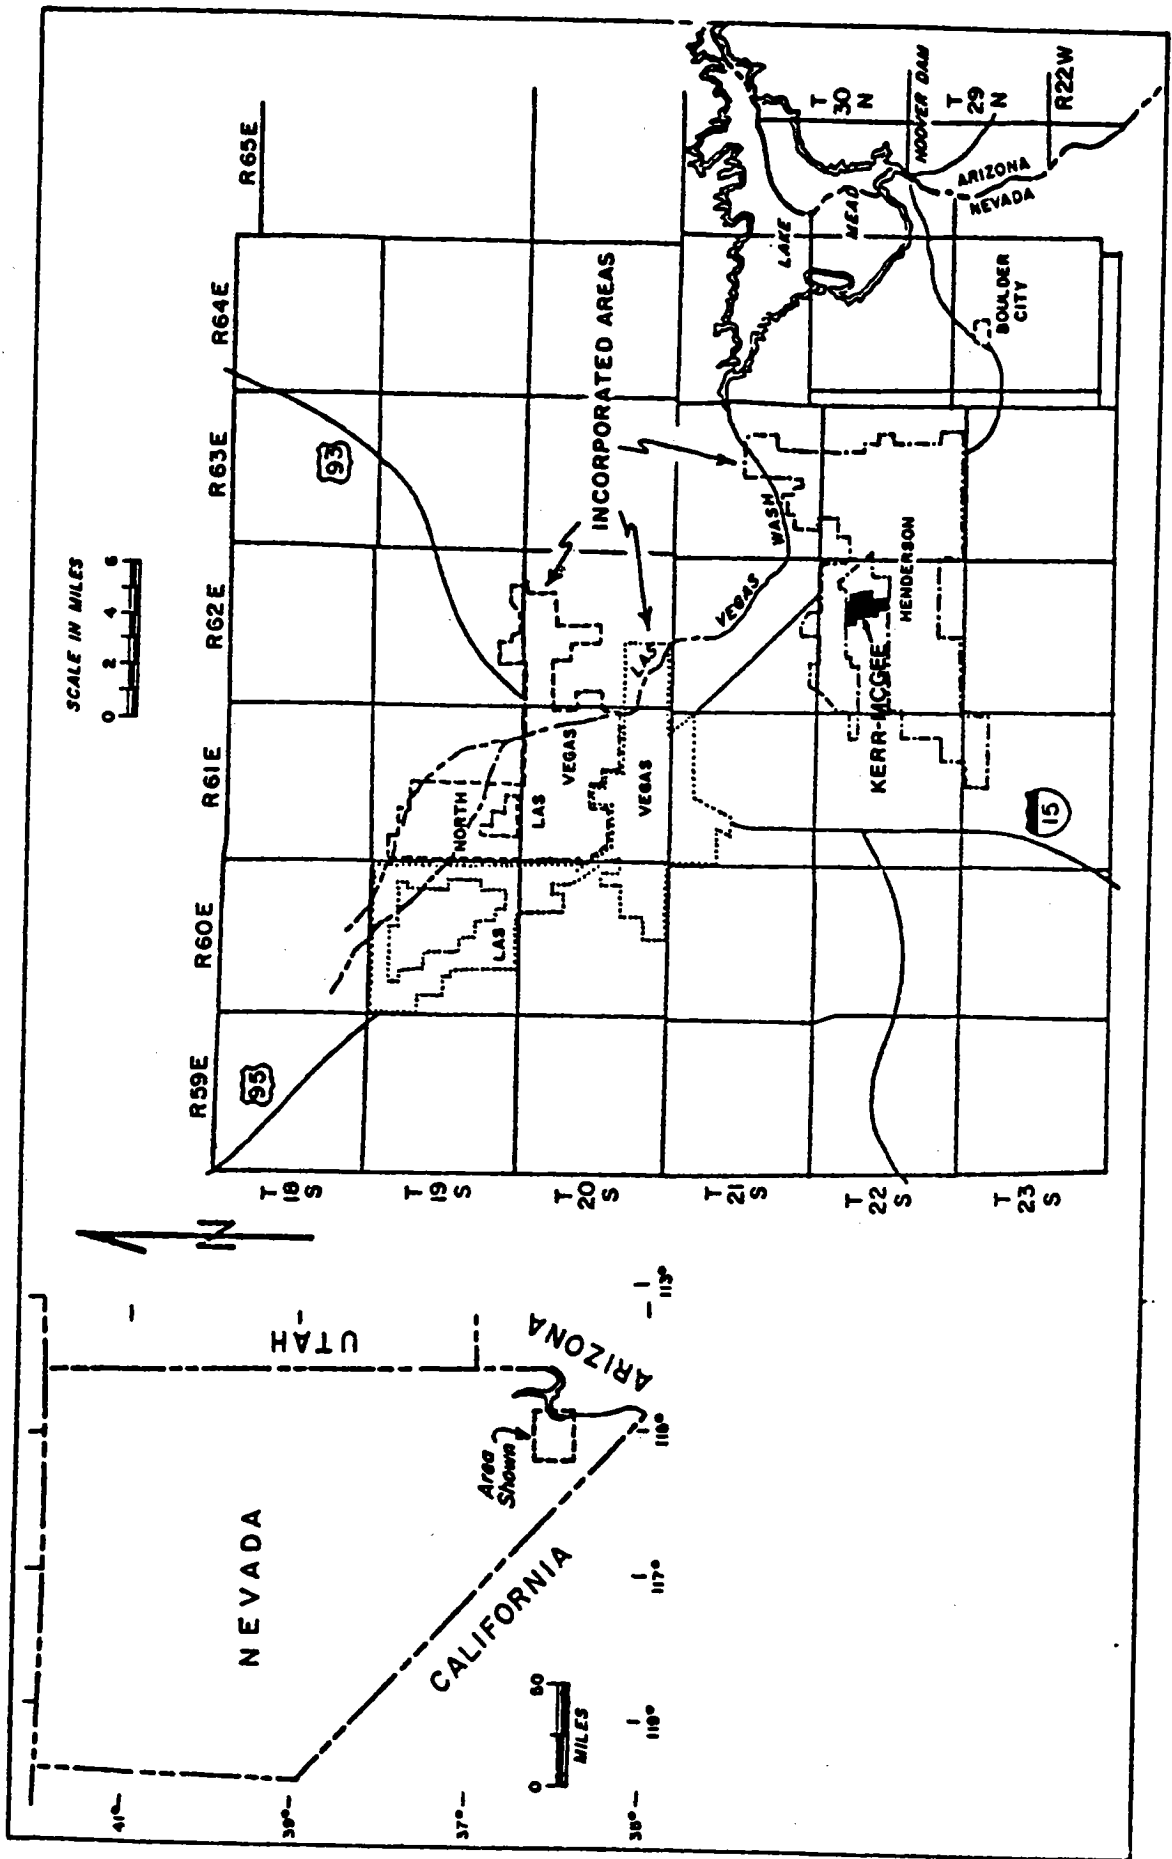 NEVADA
UTAH
ARIZONA
CALIFORNIA
Area
Shown
41°
39°
37°
35°
119°
117°
113°
0 50
MILES
N
SCALE IN MILES
0 2 4 6
R59E
R60E
R61E
R62E
R63E
R64E
R65E
T
18
S
T
19
S
T
20
S
T
21
S
T
22
S
T
23
S
95
93
15
INCORPORATED AREAS
NORTH
LAS
VEGAS
LAS
VEGAS
LAS
VEGAS
WASH
LAKE
MEAD
HOOVER DAM
T
30
N
T
29
N
R22W
ARIZONA
NEVADA
BOULDER
CITY
HENDERSON
KERR-MCGEE